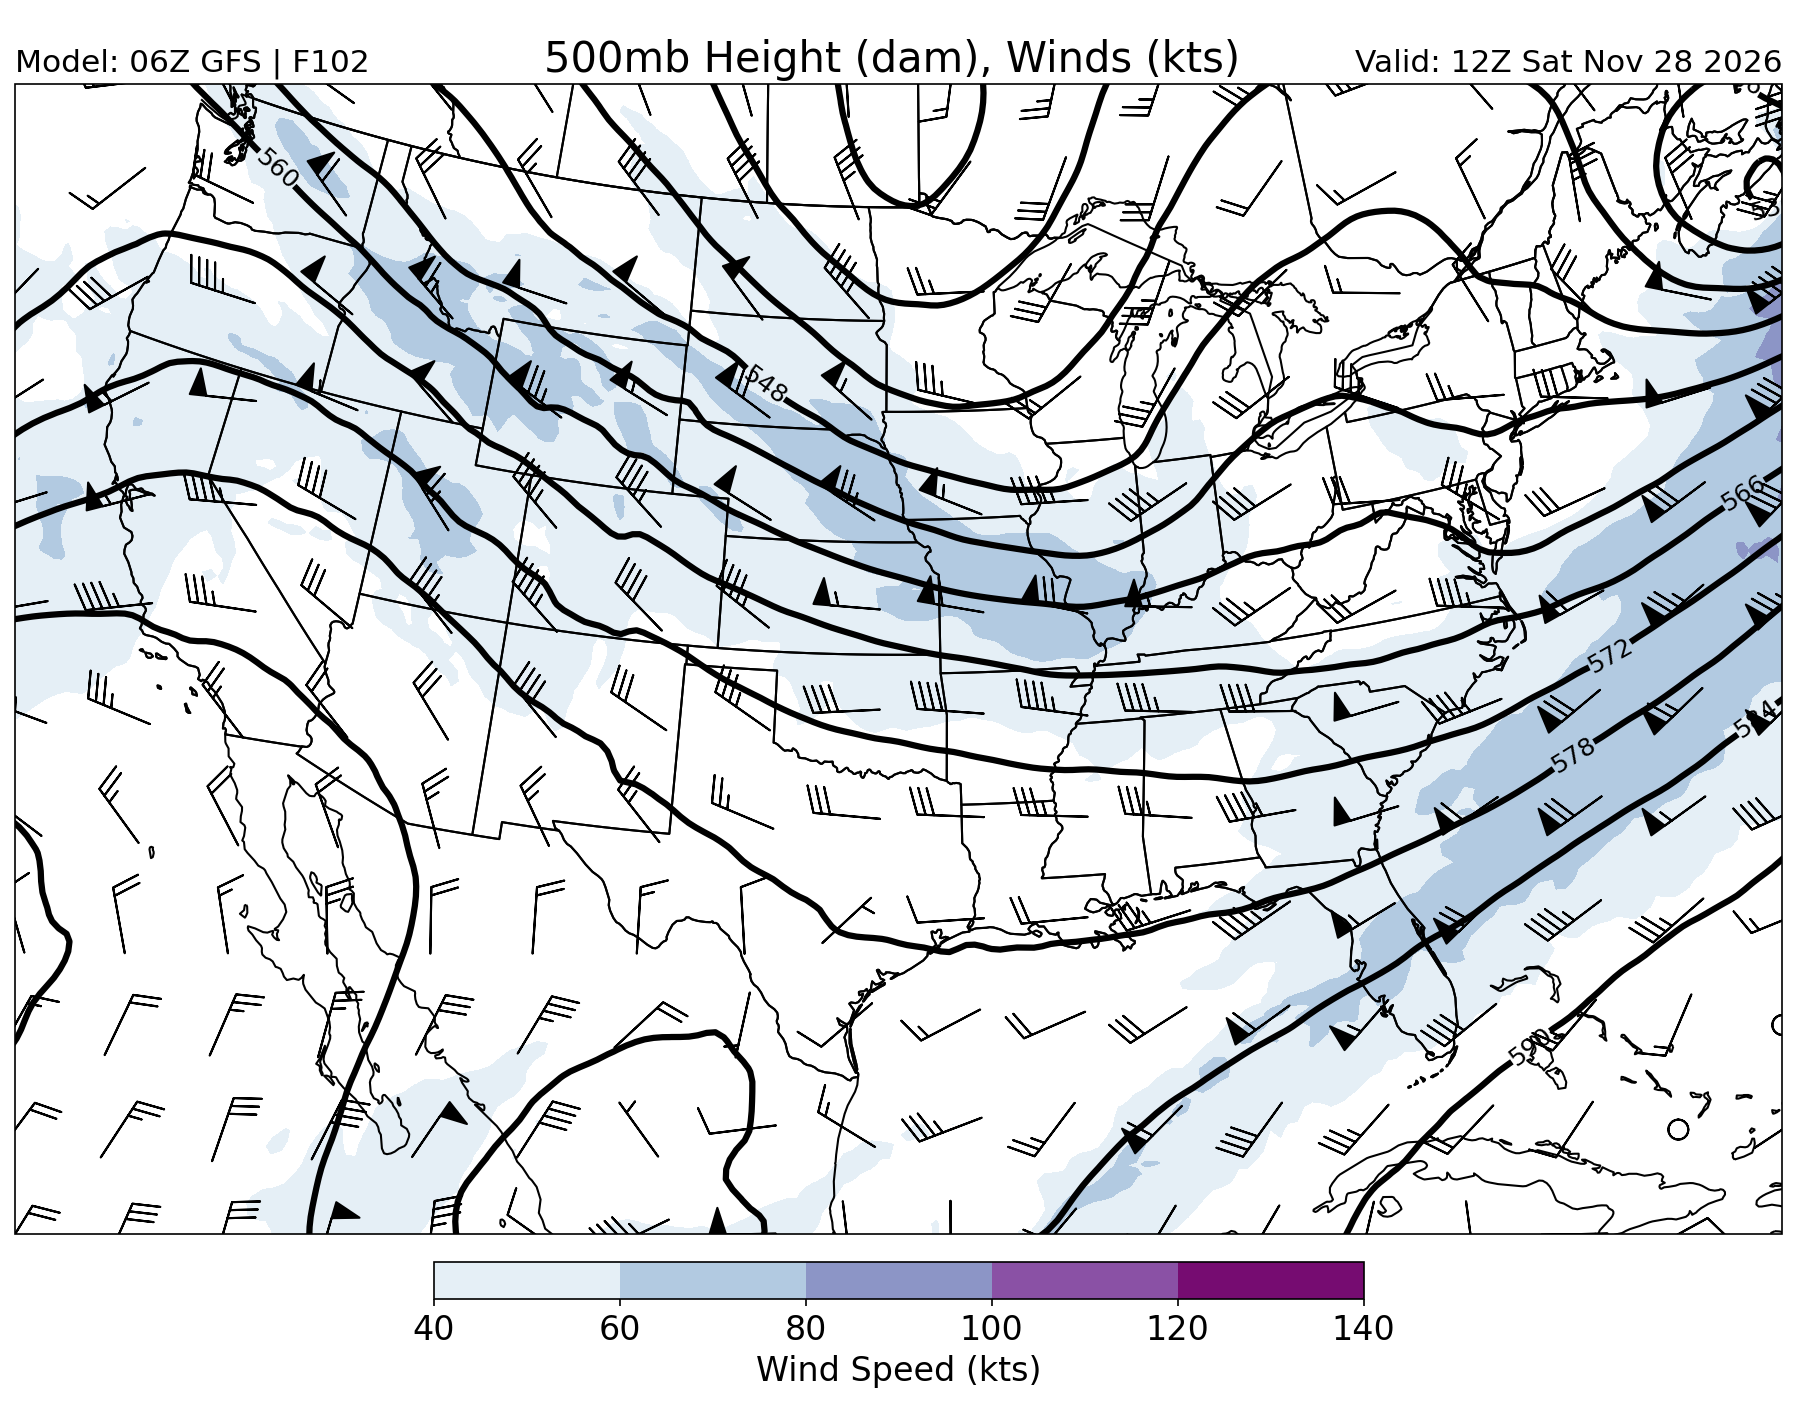 Model: 06Z GFS | F102
500mb Height (dam), Winds (kts)
Valid: 12Z Sat Nov 28 2026
560
548
566
572
584
578
590
40 60 80 100 120 140
Wind Speed (kts)